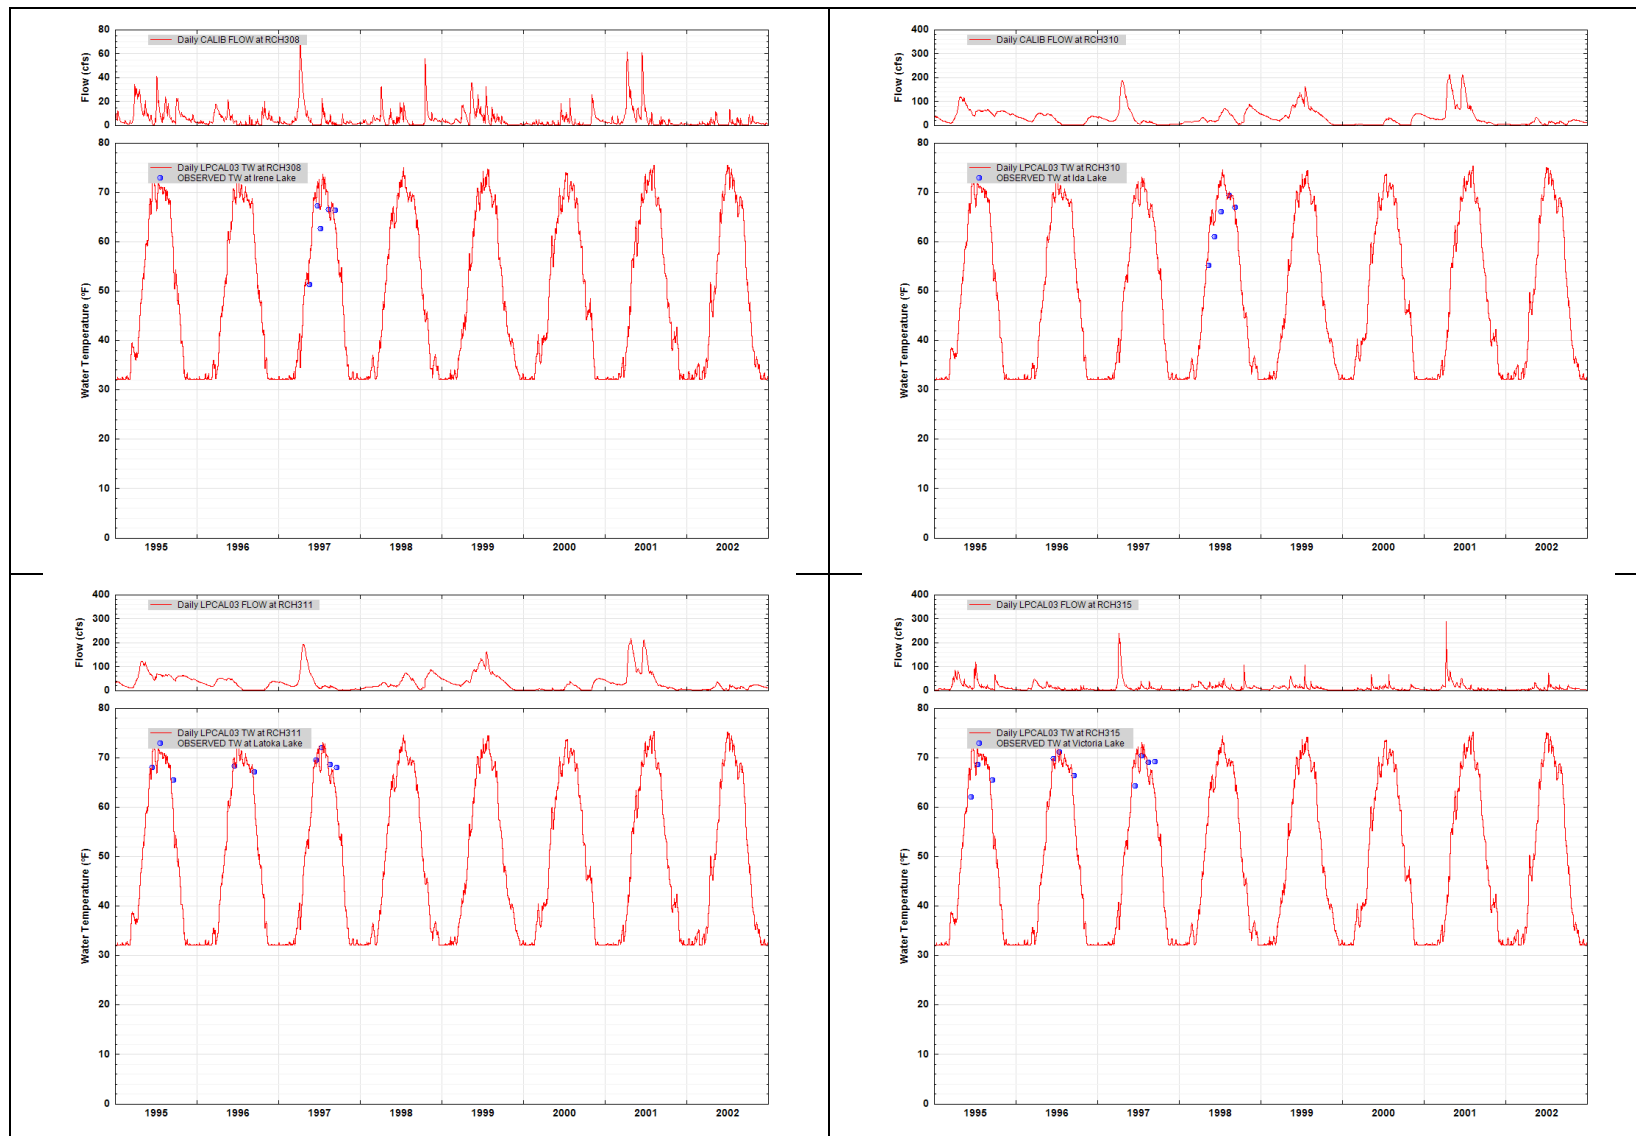 Daily CALIB FLOW at RCH308
Flow (cfs)
80
60
40
20
0
Daily LPCAL03 TW at RCH308
OBSERVED TW at Irene Lake
Water Temperature (°F)
80
70
60
50
40
30
20
10
0
1995 1996 1997 1998 1999 2000 2001 2002
Daily CALIB FLOW at RCH310
Flow (cfs)
400
300
200
100
0
Daily LPCAL03 TW at RCH310
OBSERVED TW at Ida Lake
Water Temperature (°F)
80
70
60
50
40
30
20
10
0
1995 1996 1997 1998 1999 2000 2001 2002
Daily LPCAL03 FLOW at RCH311
Flow (cfs)
400
300
200
100
0
Daily LPCAL03 TW at RCH311
OBSERVED TW at Latoka Lake
Water Temperature (°F)
80
70
60
50
40
30
20
10
0
1995 1996 1997 1998 1999 2000 2001 2002
Daily LPCAL03 FLOW at RCH315
Flow (cfs)
400
300
200
100
0
Daily LPCAL03 TW at RCH315
OBSERVED TW at Victoria Lake
Water Temperature (°F)
80
70
60
50
40
30
20
10
0
1995 1996 1997 1998 1999 2000 2001 2002